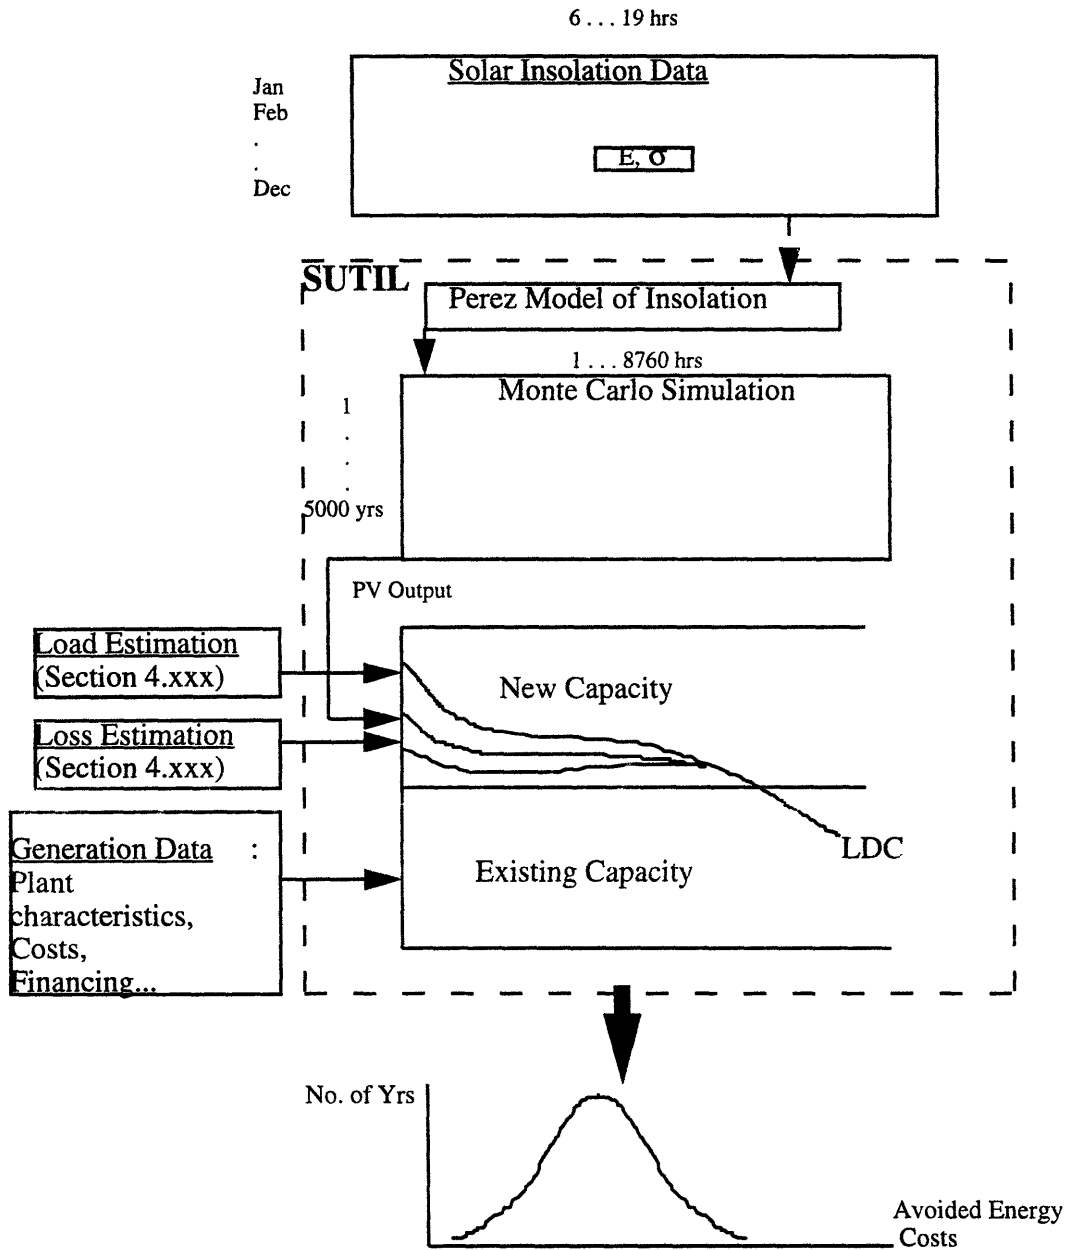 6 . . . 19 hrs
Solar Insolation Data
Jan
Feb
.
.
Dec
E, σ
SUTIL
Perez Model of Insolation
1 . . . 8760 hrs
Monte Carlo Simulation
1
.
.
.
5000 yrs
PV Output
Load Estimation
(Section 4.xxx)
New Capacity
Loss Estimation
(Section 4.xxx)
LDC
Generation Data :
Plant
characteristics,
Costs,
Financing...
Existing Capacity
No. of Yrs
Avoided Energy
Costs